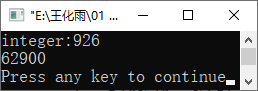 "E:\王化雨\01 ...
integer:926
62900
Press any key to continue